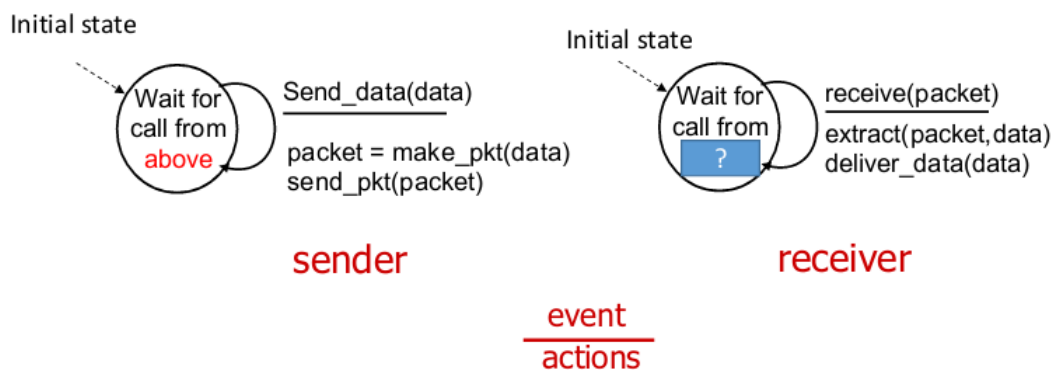 Initial state
Wait for
call from
above
Send_data(data)
packet = make_pkt(data)
send_pkt(packet)
sender
Initial state
Wait for
call from
?
receive(packet)
extract(packet,data)
deliver_data(data)
receiver
event
actions